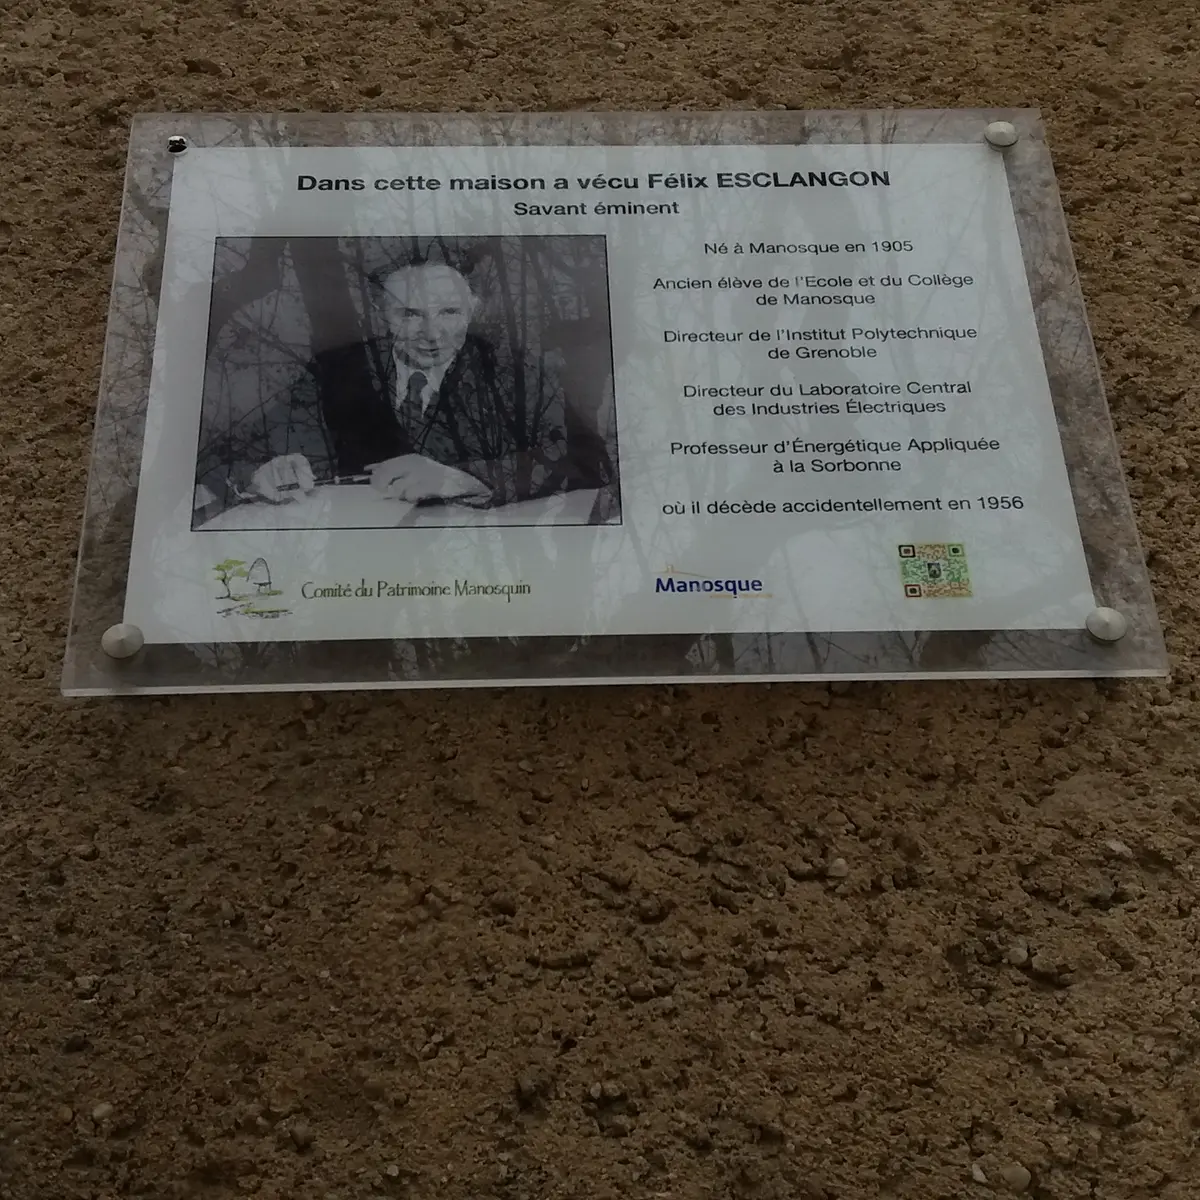 Dans cette maison a vécu Félix ESCLANGON
Savant éminent
Né à Manosque en 1905
Ancien élève de l'Ecole et du Collège
de Manosque
Directeur de l'Institut Polytechnique
de Grenoble
Directeur du Laboratoire Central
des Industries Électriques
Professeur d'Énergétique Appliquée
à la Sorbonne
où il décède accidentellement en 1956
Comité du Patrimoine Manosquin
Manosque